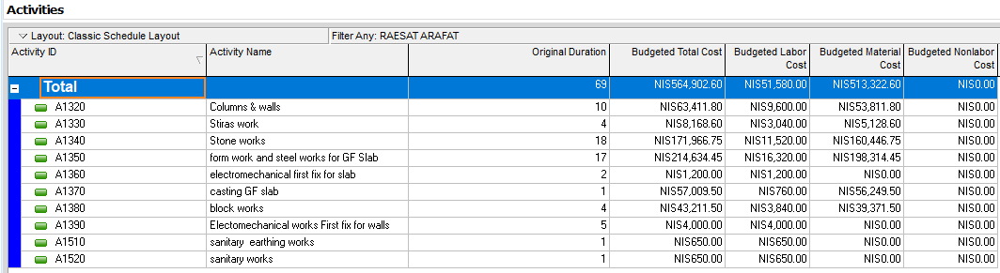 Activities
Layout: Classic Schedule Layout Filter Any: RAESAT ARAFAT
Activity ID Activity Name Original Duration Budgeted Total Cost Budgeted Labor Cost Budgeted Material Cost Budgeted Nonlabor Cost
Total 69 NIS564,902.60 NIS51,580.00 NIS513,322.60 NIS0.00
A1320 Columns & walls 10 NIS63,411.80 NIS9,600.00 NIS53,811.80 NIS0.00
A1330 Stiras work 4 NIS8,168.60 NIS3,040.00 NIS5,128.60 NIS0.00
A1340 Stone works 18 NIS171,966.75 NIS11,520.00 NIS160,446.75 NIS0.00
A1350 form work and steel works for GF Slab 17 NIS214,634.45 NIS16,320.00 NIS198,314.45 NIS0.00
A1360 electromechanical first fix for slab 2 NIS1,200.00 NIS1,200.00 NIS0.00 NIS0.00
A1370 casting GF slab 1 NIS57,009.50 NIS760.00 NIS56,249.50 NIS0.00
A1380 block works 4 NIS43,211.50 NIS3,840.00 NIS39,371.50 NIS0.00
A1390 Electomechanical works First fix for walls 5 NIS4,000.00 NIS4,000.00 NIS0.00 NIS0.00
A1510 sanitary earthing works 1 NIS650.00 NIS650.00 NIS0.00 NIS0.00
A1520 sanitary works 1 NIS650.00 NIS650.00 NIS0.00 NIS0.00